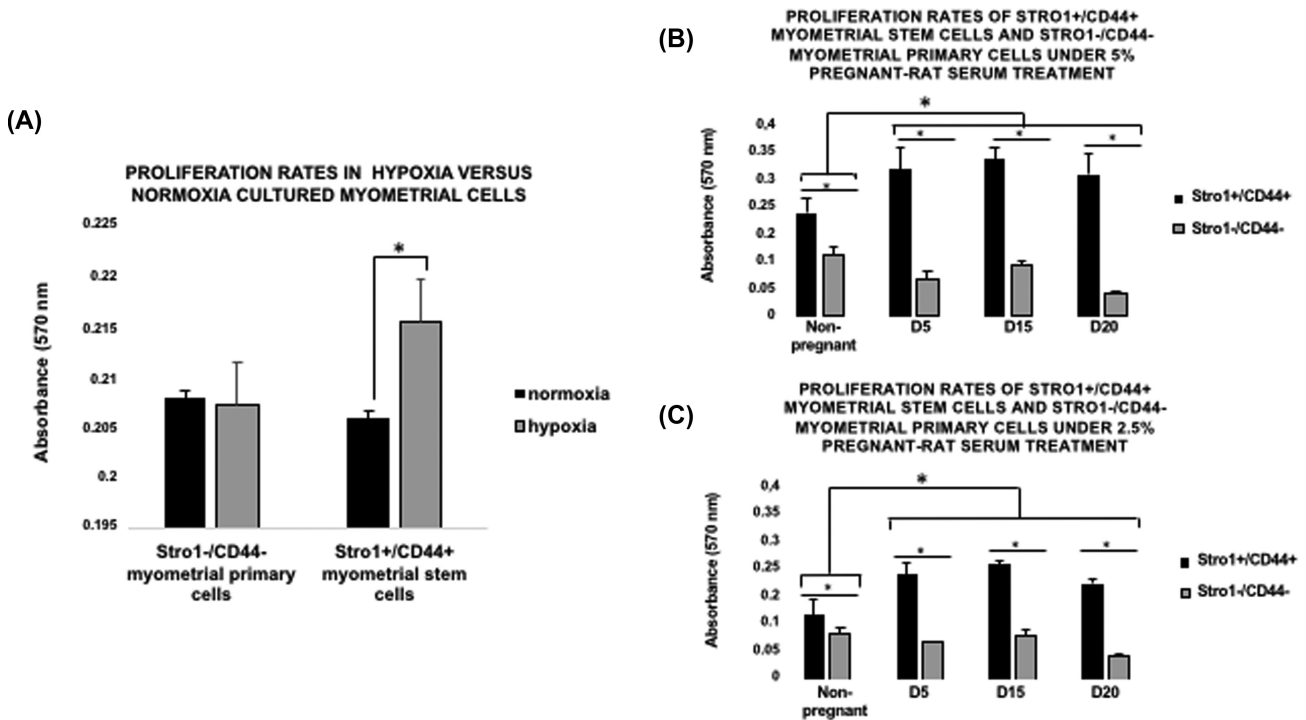 (A)
PROLIFERATION RATES IN HYPOXIA VERSUS
NORMOXIA CULTURED MYOMETRIAL CELLS
Absorbance (570 nm
0.225
0.22
0.215
0.21
0.205
0.2
0.195
*
normoxia
hypoxia
Stro1-/CD44-
myometrial primary
cells
Stro1+/CD44+
myometrial stem
cells
(B)
PROLIFERATION RATES OF STRO1+/CD44+
MYOMETRIAL STEM CELLS AND STRO1-/CD44-
MYOMETRIAL PRIMARY CELLS UNDER 5%
PREGNANT-RAT SERUM TREATMENT
Absorbance (570 nm)
0,4
0.35
0.3
0.25
0.2
0.1
0.05
0
*
*
*
*
*
Stro1+/CD44+
Stro1-/CD44-
Non-
pregnant
D5
D15
D20
(C)
PROLIFERATION RATES OF STRO1+/CD44+
MYOMETRIAL STEM CELLS AND STRO1-/CD44-
MYOMETRIAL PRIMARY CELLS UNDER 2.5%
PREGNANT-RAT SERUM TREATMENT
Absorbance (570 nm)
0,4
0.35
0.3
0.25
0.2
0.1
0.05
0
*
*
*
*
*
Stro1+/CD44+
Stro1-/CD44-
Non-
pregnant
D5
D15
D20